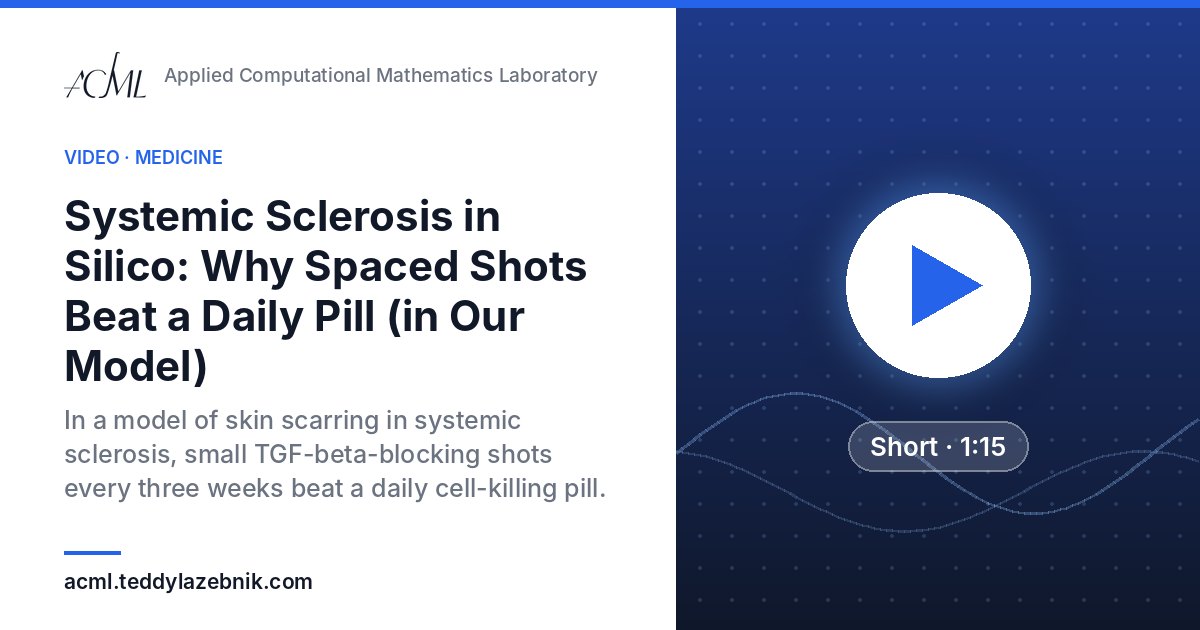 ACML
Applied Computational Mathematics Laboratory
VIDEO · MEDICINE
Systemic Sclerosis in
Silico: Why Spaced Shots
Beat a Daily Pill (in Our
Model)
In a model of skin scarring in systemic
sclerosis, small TGF-beta-blocking shots
every three weeks beat a daily cell-killing pill.
acml.teddylazebnik.com
Short · 1:15